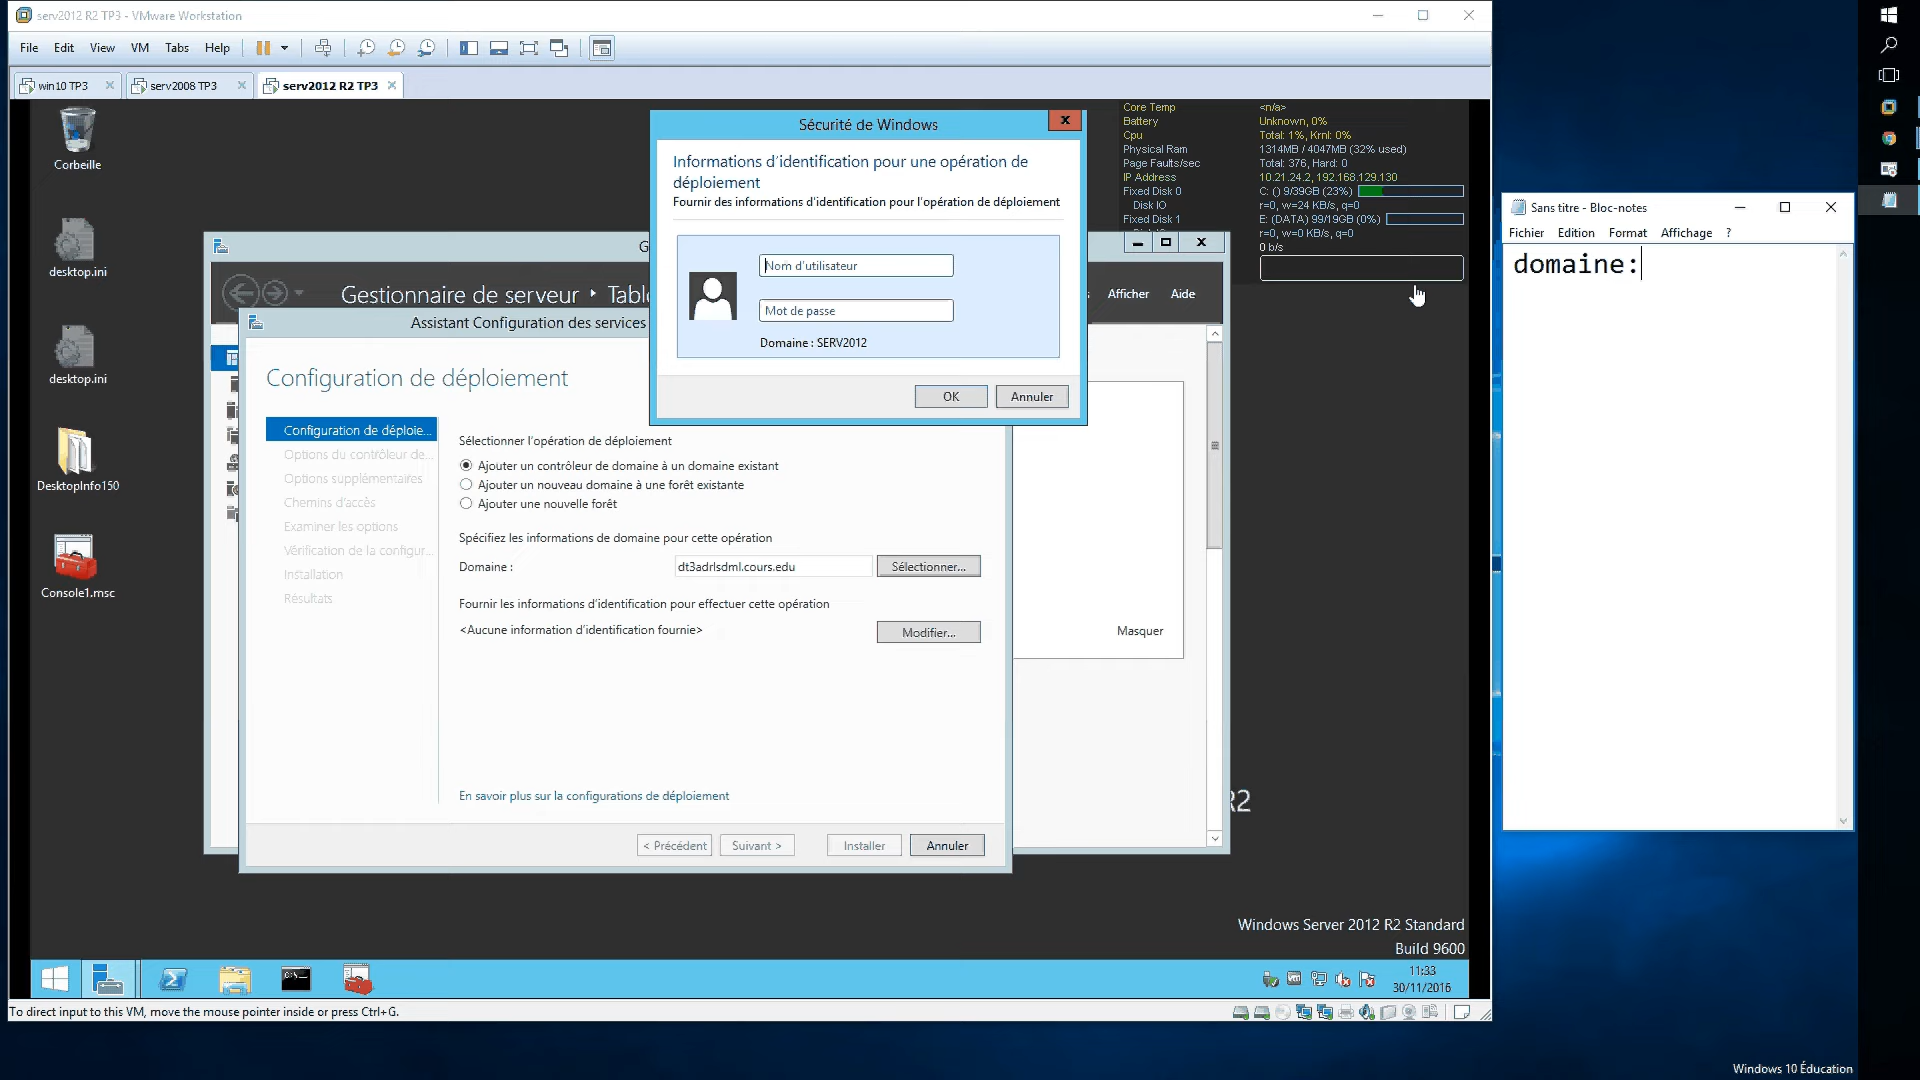 serv2012 R2 TP3 - VMware Workstation
File Edit View VM Tabs Help
win10 TP3
serv2008 TP3
serv2012 R2 TP3
Corbeille
desktop.ini
desktop.ini
DesktopInfo150
Console1.msc
Core Temp <n/a>
Battery Unknown, 0%
Cpu Total: 1%, Krnl: 0%
Physical Ram 1314MB / 4047MB (32% used)
Page Faults/sec Total: 376, Hard: 0
IP Address 10.21.24.2, 192.168.129.130
Fixed Disk 0 C: () 9/39GB (23%)
Disk IO r=0, w=24 KB/s, q=0
Fixed Disk 1 E: (DATA) 99/19GB (0%)
r=0, w=0 KB/s, q=0
0 b/s
Sécurité de Windows
x
Informations d'identification pour une opération de
déploiement
Fournir des informations d'identification pour l'opération de déploiement
Nom d'utilisateur
Mot de passe
Domaine : SERV2012
OK Annuler
G
Gestionnaire de serveur
Afficher Aide
Assistant Configuration des services
Configuration de déploiement
Configuration de déploie...
Options du contrôleur de...
Options supplémentaires
Chemins d'accès
Examiner les options
Vérification de la configur...
Installation
Résultats
Sélectionner l'opération de déploiement
Ajouter un contrôleur de domaine à un domaine existant
Ajouter un nouveau domaine à une forêt existante
Ajouter une nouvelle forêt
Spécifiez les informations de domaine pour cette opération
Domaine : dt3adrlsdml.cours.edu Sélectionner...
Fournir les informations d'identification pour effectuer cette opération
<Aucune information d'identification fournie> Modifier...
En savoir plus sur la configurations de déploiement
< Précédent Suivant > Installer Annuler
Masquer
R2
Windows Server 2012 R2 Standard
Build 9600
11:33
30/11/2016
To direct input to this VM, move the mouse pointer inside or press Ctrl+G.
Sans titre - Bloc-notes
Fichier Edition Format Affichage ?
domaine:
Windows 10 Éducation